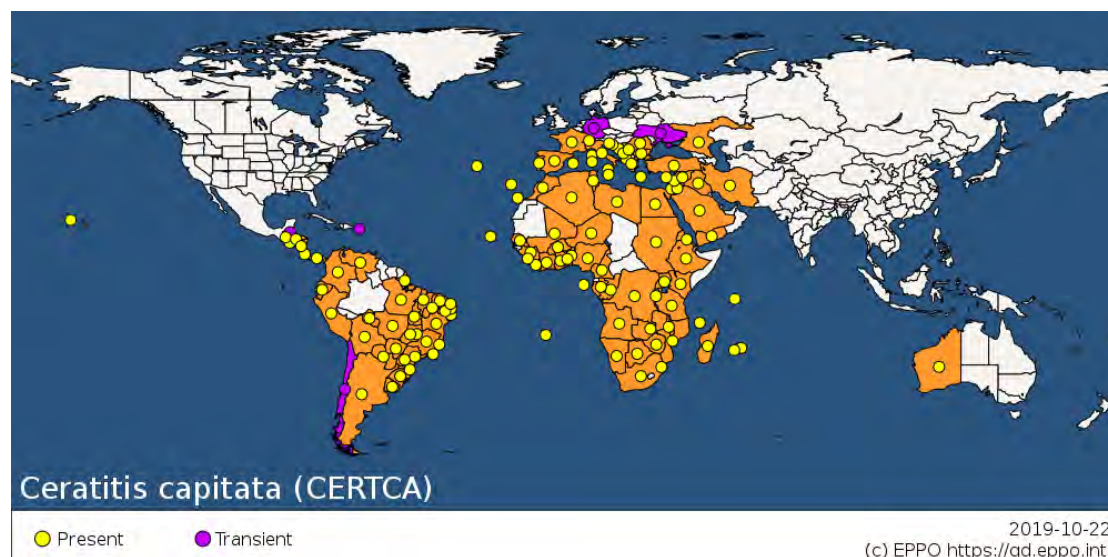 Ceratitis capitata (CERTCA)
Present
Transient
2019-10-22
(c) EPPO https://gd.eppo.int